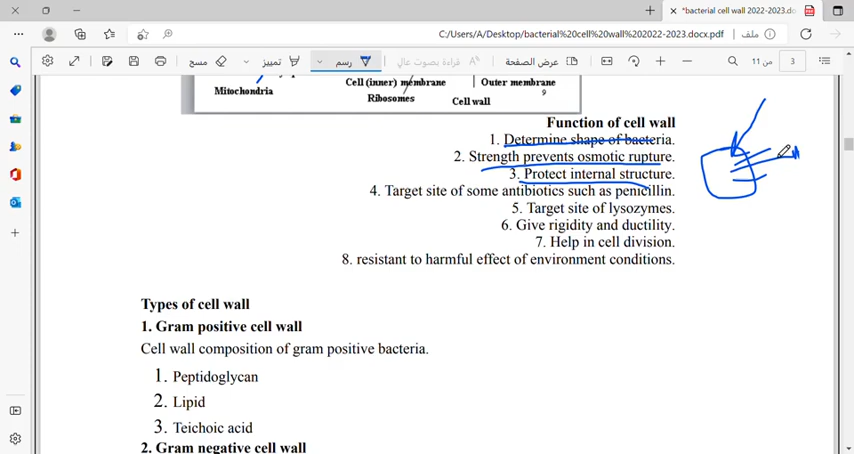 *bacterial cell wall 2022-2023.dc
ملف
C:/Users/A/Desktop/bacterial%20cell%20wall%202022-2023.docx.pdf
مسح
رسم
تمييز
قراءة بصوت عالٍ
عرض الصفحة
3 من 11
Cell (inner) membrane
Outer membrane
Mitochondria
Ribosomes
Cell wall
9
Function of cell wall
1. Determine shape of bacteria.
2. Strength prevents osmotic rupture.
3. Protect internal structure.
4. Target site of some antibiotics such as penicillin.
5. Target site of lysozymes.
6. Give rigidity and ductility.
7. Help in cell division.
8. resistant to harmful effect of environment conditions.
Types of cell wall
1. Gram positive cell wall
Cell wall composition of gram positive bacteria.
1. Peptidoglycan
2. Lipid
3. Teichoic acid
2. Gram negative cell wall